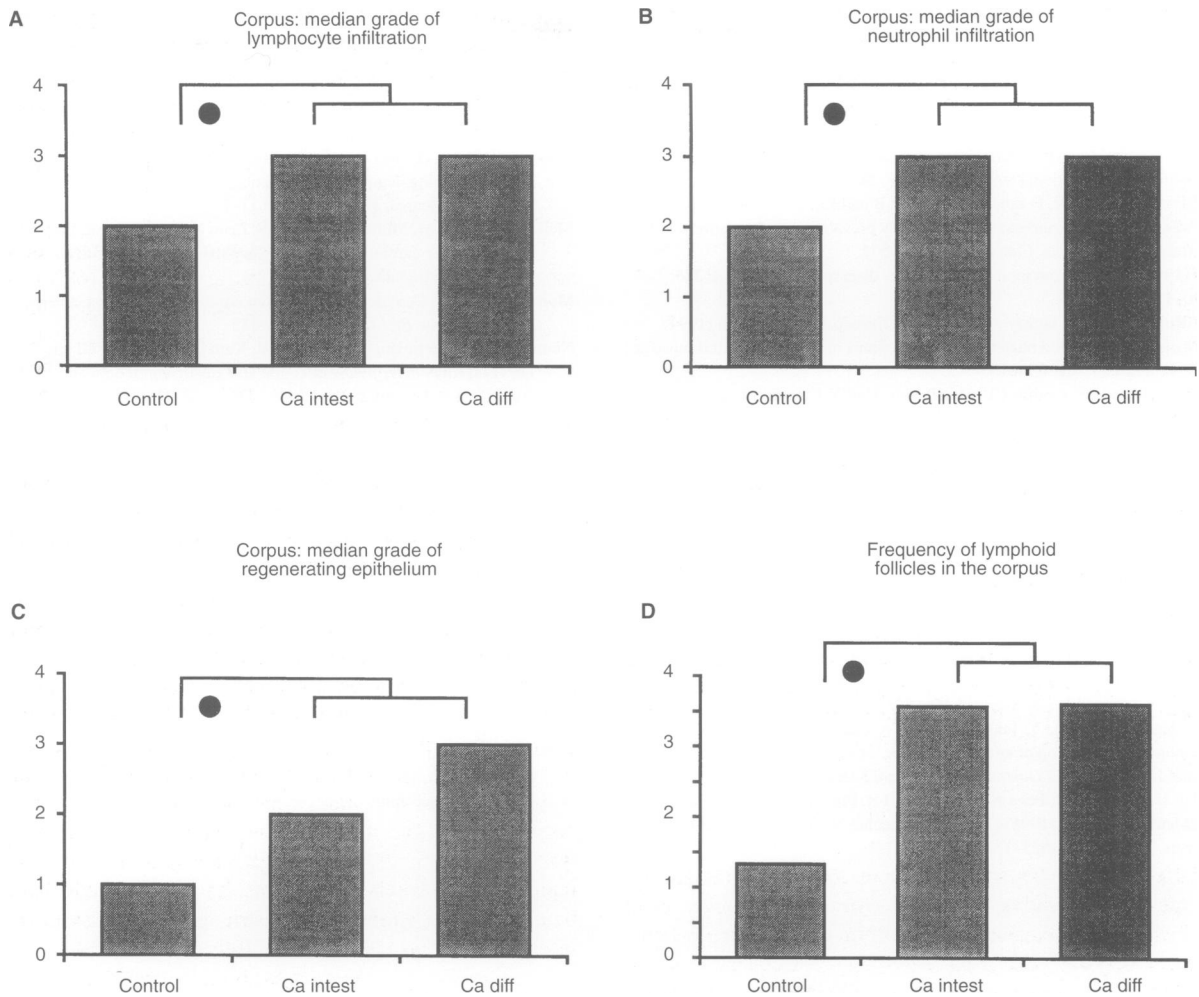 A
Corpus: median grade of
lymphocyte infiltration
4
3
2
1
0
Control
Ca intest
Ca diff
B
Corpus: median grade of
neutrophil infiltration
4
3
2
1
0
Control
Ca intest
Ca diff
C
Corpus: median grade of
regenerating epithelium
4
3
2
1
0
Control
Ca intest
Ca diff
D
Frequency of lymphoid
follicles in the corpus
4
3
2
1
0
Control
Ca intest
Ca diff